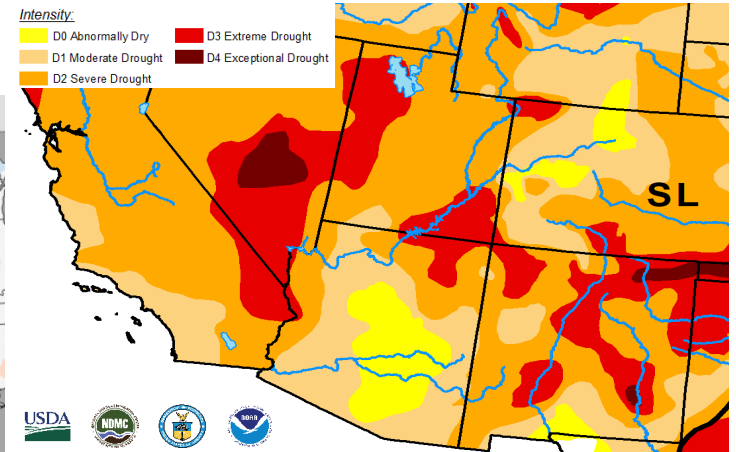 Intensity:
D0 Abnormally Dry
D1 Moderate Drought
D2 Severe Drought
D3 Extreme Drought
D4 Exceptional Drought
SL
USDA
NDMC